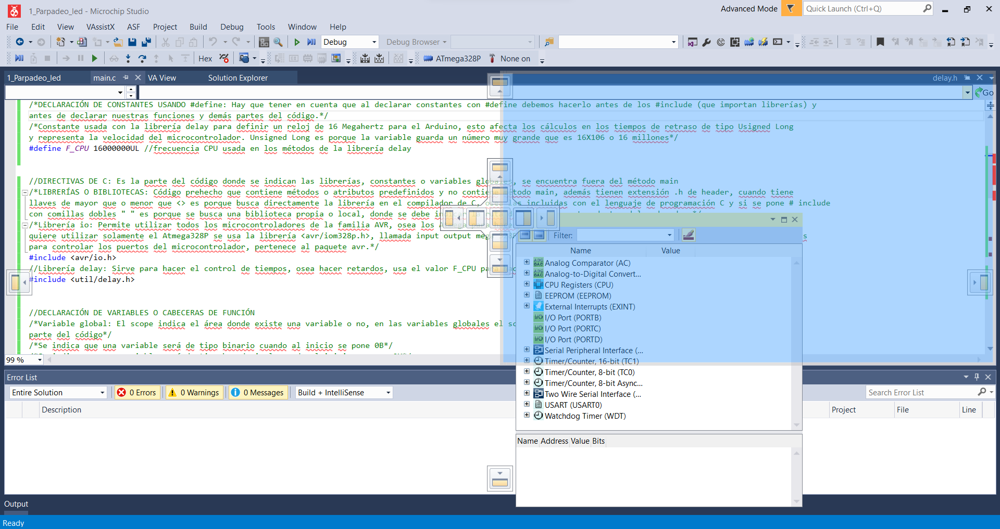 1_Parpadeo_led - Microchip Studio
Advanced Mode
Quick Launch (Ctrl+Q)
File Edit View VAssistX ASF Project Build Debug Tools Window Help
Debug
Debug Browser
Hex
ATmega328P
None on
1_Parpadeo_led
main.c
VA View
Solution Explorer
delay.h
Go
/*DECLARACIÓN DE CONSTANTES USANDO #define: Hay que tener en cuenta que al declarar constantes con #define debemos hacerlo antes de los #include (que importan librerías) y
antes de declarar nuestras funciones y demás partes del código.*/
/*Constante usada con la librería delay para definir un reloj de 16 Megahertz para el Arduino, esto afecta los cálculos en los tiempos de retraso de tipo Usigned Long
y representa la velocidad del microcontrolador. Unsigned Long es porque la variable guarda un número muy grande que es 16X106 o 16 millones*/
#define F_CPU 16000000UL //frecuencia CPU usada en los métodos de la librería delay
//DIRECTIVAS DE C: Es la parte del código donde se indican las librerías, constantes o variables globales, se encuentra fuera del método main
/*LIBRERÍAS O BIBLIOTECAS: Código prehecho que contiene métodos o atributos predefinidos y no contiene método main, además tienen extensión .h de header, cuando tiene
llaves de mayor que o menor que <> es porque busca directamente la librería en el compilador de C, osea las incluidas con el lenguaje de programación C y si se pone # include
con comillas dobles " " es porque se busca una biblioteca propia o local, donde se debe indicar la ruta
/*Librería io: Permite utilizar todos los microcontroladores de la familia AVR, osea los Atmega para
quiere utilizar solamente el Atmega328P se usa la librería <avr/iom328p.h>, llamada input output
para controlar los puertos del microcontrolador, pertenece al paquete avr.*/
#include <avr/io.h>
//Librería delay: Sirve para hacer el control de tiempos, osea hacer retardos, usa el valor F_CPU
#include <util/delay.h>
//DECLARACIÓN DE VARIABLES O CABECERAS DE FUNCIÓN
/*Variable global: El scope indica el área donde existe una variable o no, en las variables globales el
parte del código*/
/*Se indica que una variable será de tipo binario cuando al inicio se pone 0B*/
99 %
Filter:
Name Value
Analog Comparator (AC)
Analog-to-Digital Convert...
CPU Registers (CPU)
EEPROM (EEPROM)
External Interrupts (EXINT)
I/O Port (PORTB)
I/O Port (PORTC)
I/O Port (PORTD)
Serial Peripheral Interface (...
Timer/Counter, 16-bit (TC1)
Timer/Counter, 8-bit (TC0)
Timer/Counter, 8-bit Async...
Two Wire Serial Interface (...
USART (USART0)
Watchdog Timer (WDT)
Name Address Value Bits
Error List
Entire Solution
0 Errors
0 Warnings
0 Messages
Build + IntelliSense
Search Error List
Description
Project
File
Line
Output
Ready